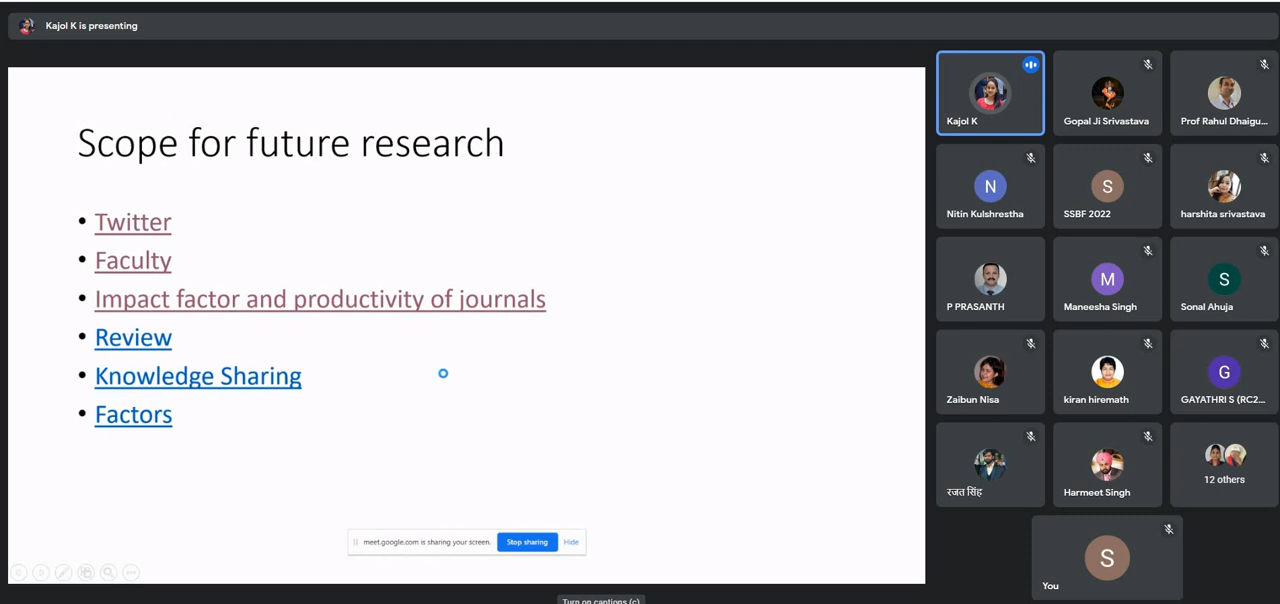 Kajol K is presenting
Scope for future research
• Twitter
• Faculty
• Impact factor and productivity of journals
• Review
• Knowledge Sharing
• Factors
meet.google.com is sharing your screen.
Stop sharing
Hide
Kajol K
Gopal Ji Srivastava
Prof Rahul Dhaigu...
N
Nitin Kulshrestha
S
SSBF 2022
harshita srivastava
P PRASANTH
M
Maneesha Singh
S
Sonal Ahuja
Zaibun Nisa
kiran hiremath
G
GAYATHRI S (RC2...
रजत सिंह
Harmeet Singh
12 others
S
You
Turn on captions (c)